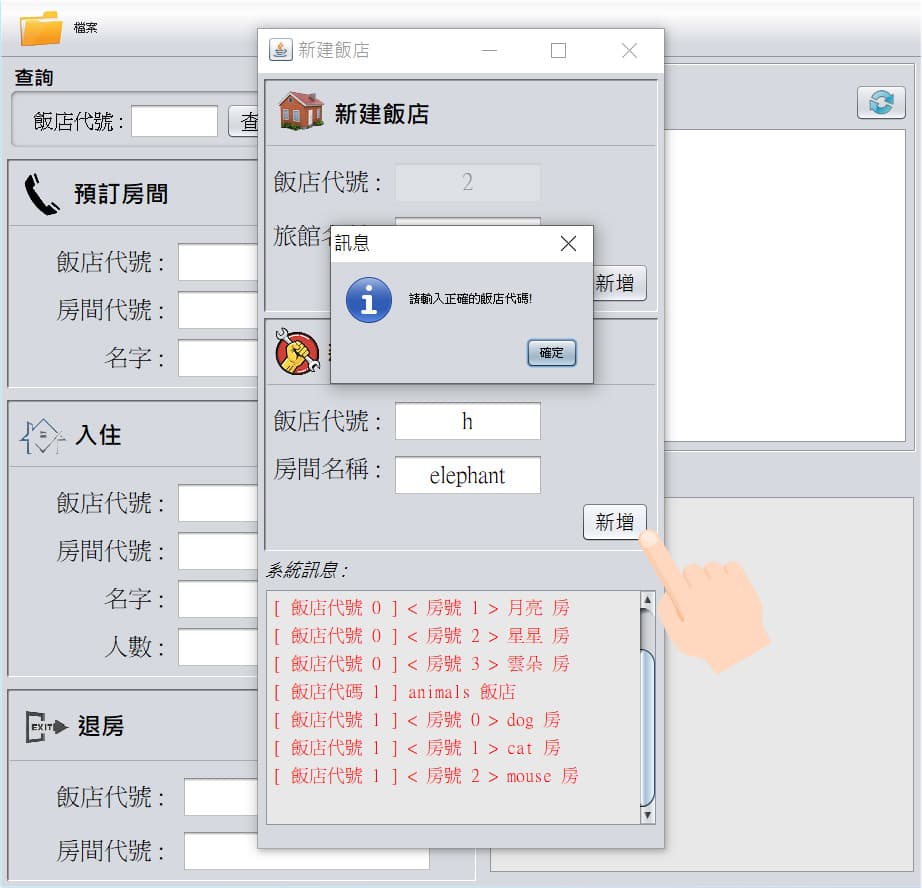 檔案
查詢
飯店代號 :
查
預訂房間
飯店代號 :
房間代號 :
名字 :
入住
飯店代號 :
房間代號 :
名字 :
人數 :
EXIT
退房
飯店代號 :
房間代號 :
新建飯店
新建飯店
飯店代號 :
2
旅館
新增
訊息
請輸入正確的飯店代碼!
確定
飯店代號 :
h
房間名稱 :
elephant
新增
系統訊息 :
[ 飯店代號 0 ] < 房號 1 > 月亮 房
[ 飯店代號 0 ] < 房號 2 > 星星 房
[ 飯店代號 0 ] < 房號 3 > 雲朵 房
[ 飯店代碼 1 ] animals 飯店
[ 飯店代號 1 ] < 房號 0 > dog 房
[ 飯店代號 1 ] < 房號 1 > cat 房
[ 飯店代號 1 ] < 房號 2 > mouse 房